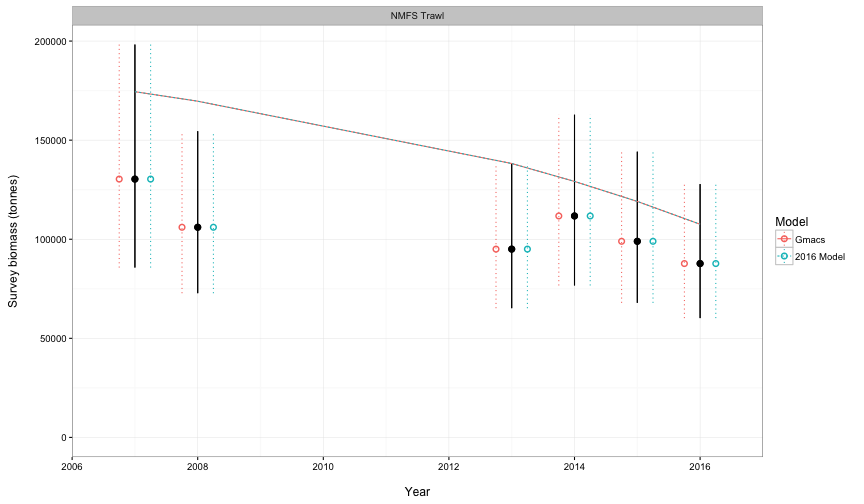 NMFS Trawl
Survey biomass (tonnes)
200000
150000
100000
50000
0
2006
2008
2010
2012
2014
2016
Year
Model
Gmacs
2016 Model